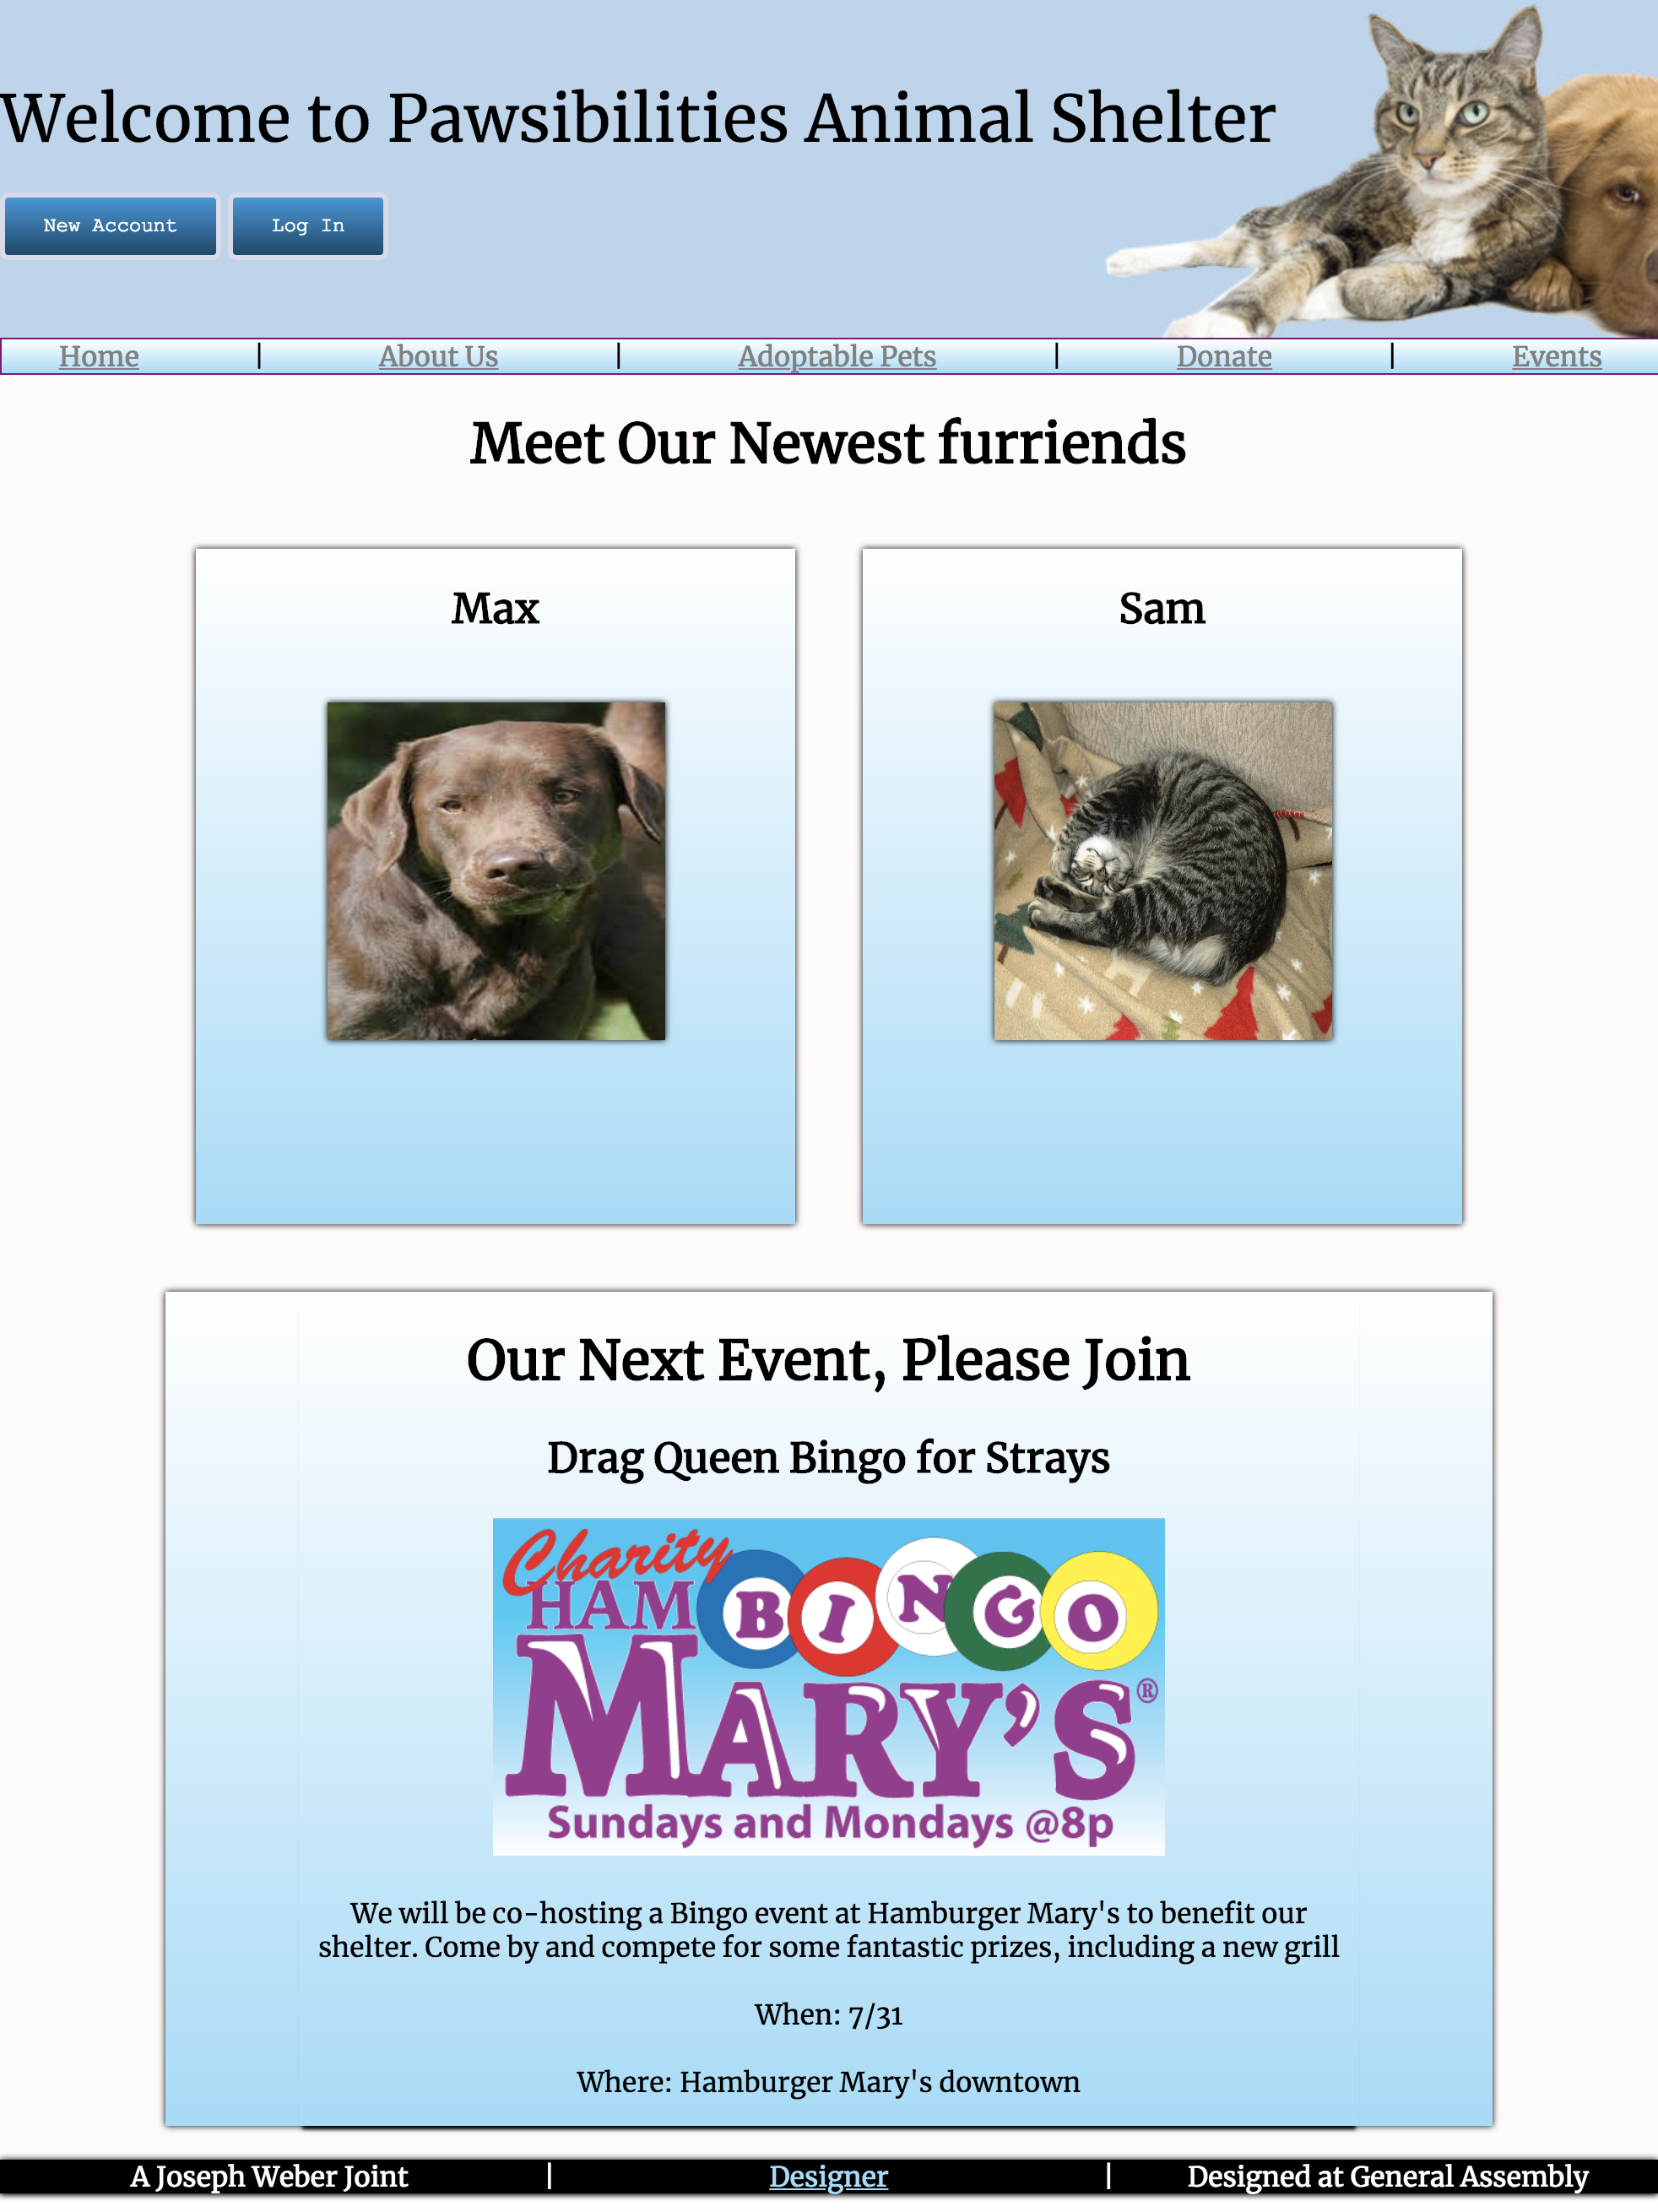 Welcome to Pawsibilities Animal Shelter
New Account Log In
Home | About Us | Adoptable Pets | Donate | Events
Meet Our Newest furriends
Max
Sam
Our Next Event, Please Join
Drag Queen Bingo for Strays
Charity
HAM BINGO
MARY'S®
Sundays and Mondays @8p
We will be co-hosting a Bingo event at Hamburger Mary's to benefit our
shelter. Come by and compete for some fantastic prizes, including a new grill
When: 7/31
Where: Hamburger Mary's downtown
A Joseph Weber Joint | Designer | Designed at General Assembly